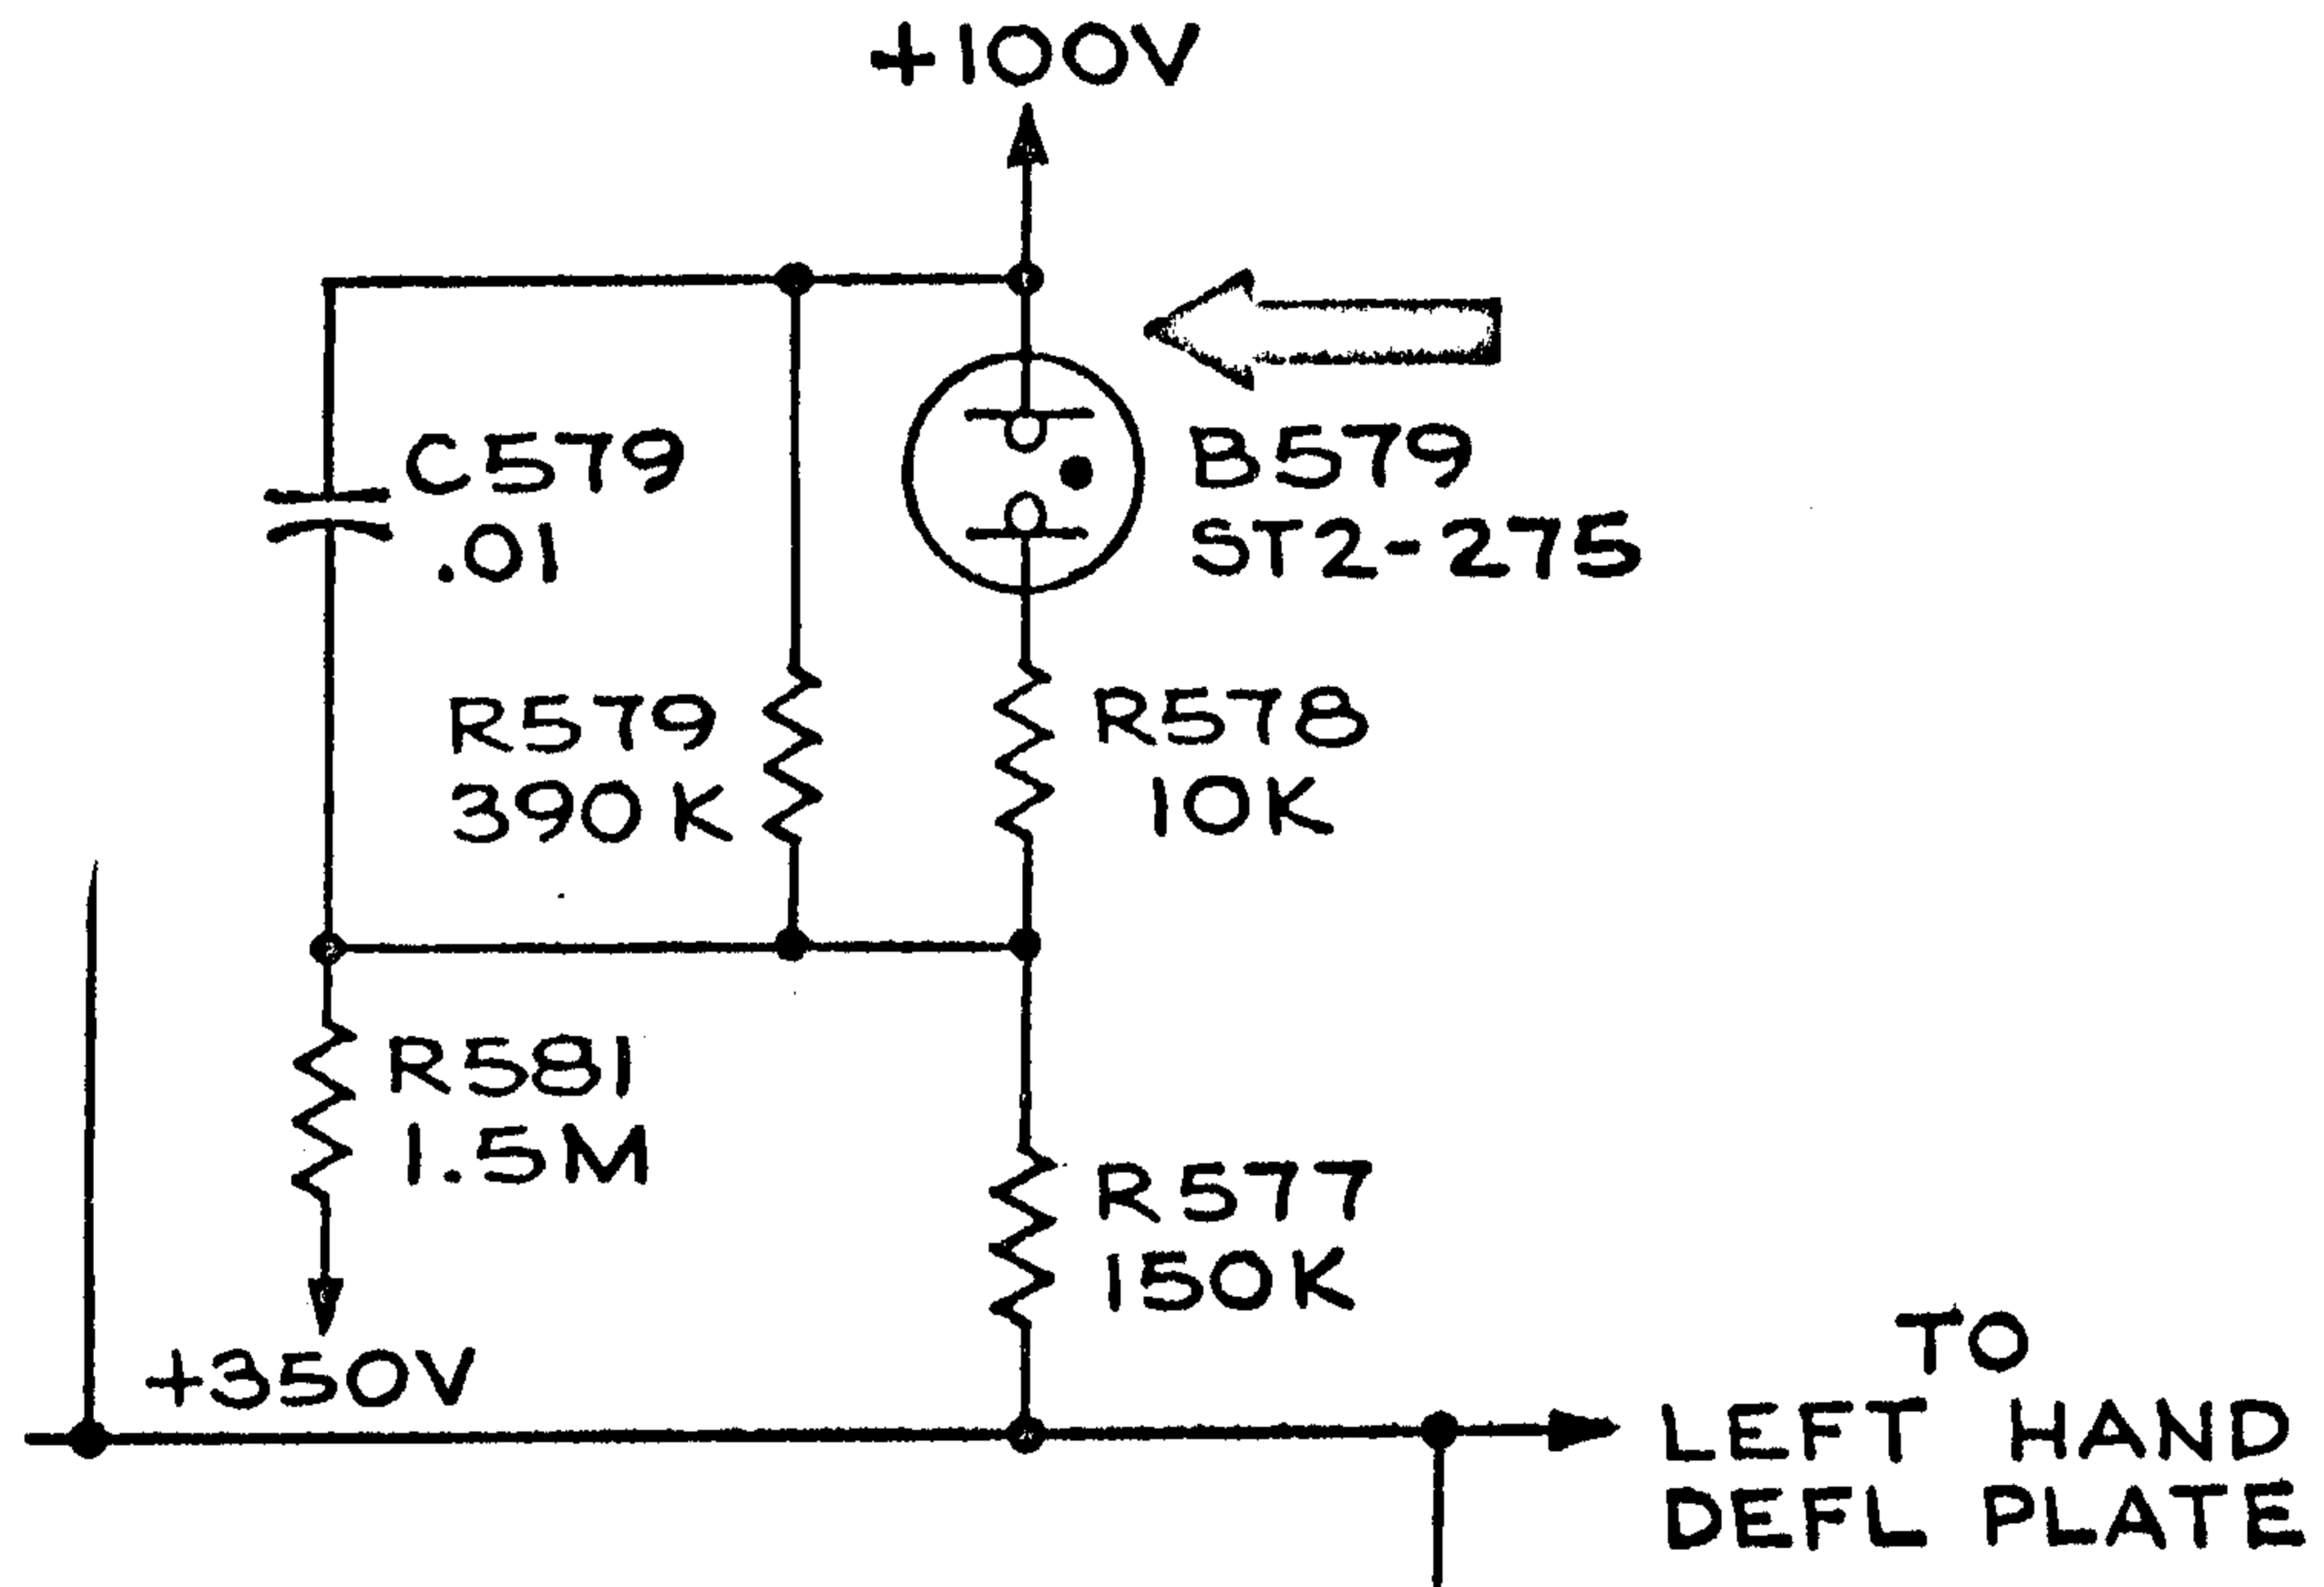 +100V
C579
.01
B579
ST2-275
R579
390K
R578
10K
R581
1.5M
R577
150K
+350V
TO
LEFT HAND
DEFL PLATE